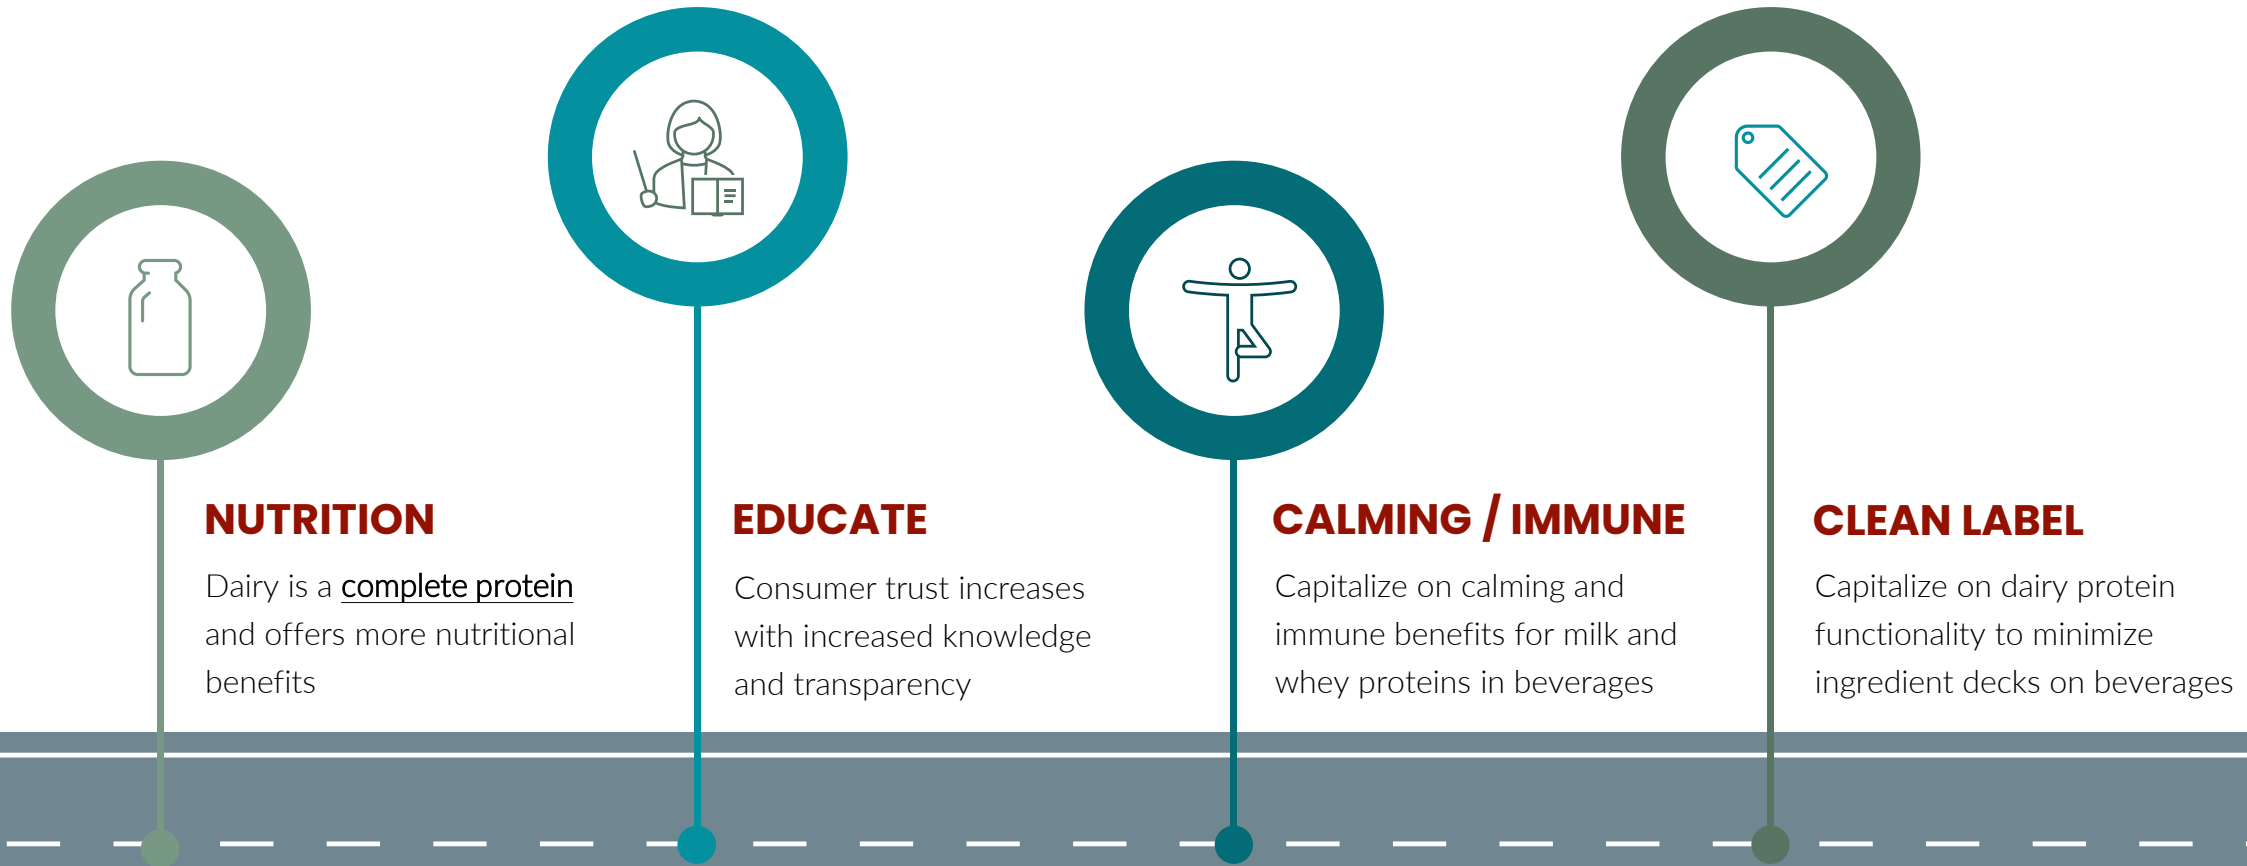 NUTRITION
Dairy is a complete protein
and offers more nutritional
benefits
EDUCATE
Consumer trust increases
with increased knowledge
and transparency
CALMING / IMMUNE
Capitalize on calming and
immune benefits for milk and
whey proteins in beverages
CLEAN LABEL
Capitalize on dairy protein
functionality to minimize
ingredient decks on beverages